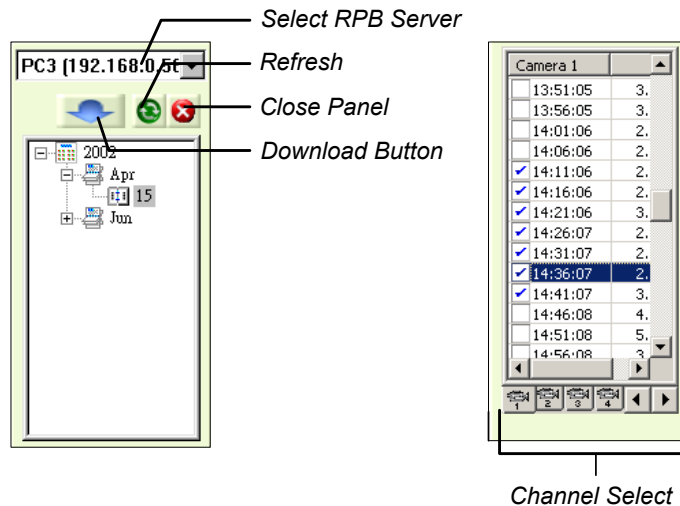 Select RPB Server
PC3 (192.168.0.5
Refresh
Close Panel
Download Button
2002
Apr
15
Jun
Camera 1
13:51:05 3.
13:56:05 3.
14:01:06 2.
14:06:06 2.
14:11:06 2.
14:16:06 2.
14:21:06 3.
14:26:07 2.
14:31:07 2.
14:36:07 2.
14:41:07 3.
14:46:08 4.
14:51:08 5.
14:56:08 3
1 2 3 4
Channel Select